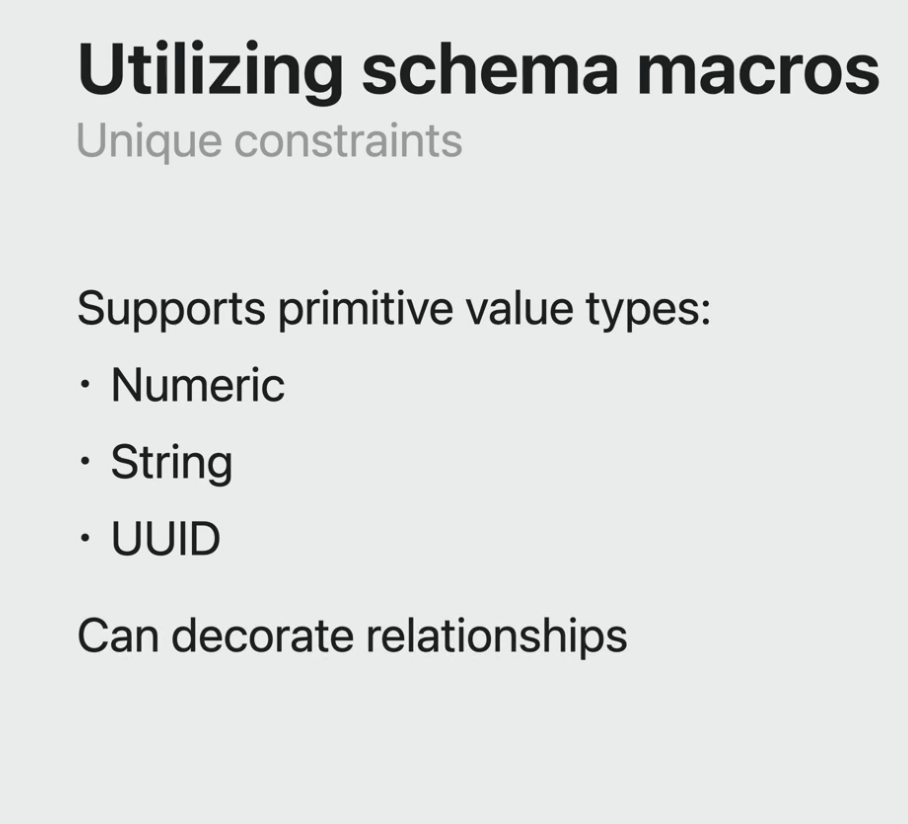 Utilizing schema macros
Unique constraints
Supports primitive value types:
• Numeric
• String
• UUID
Can decorate relationships